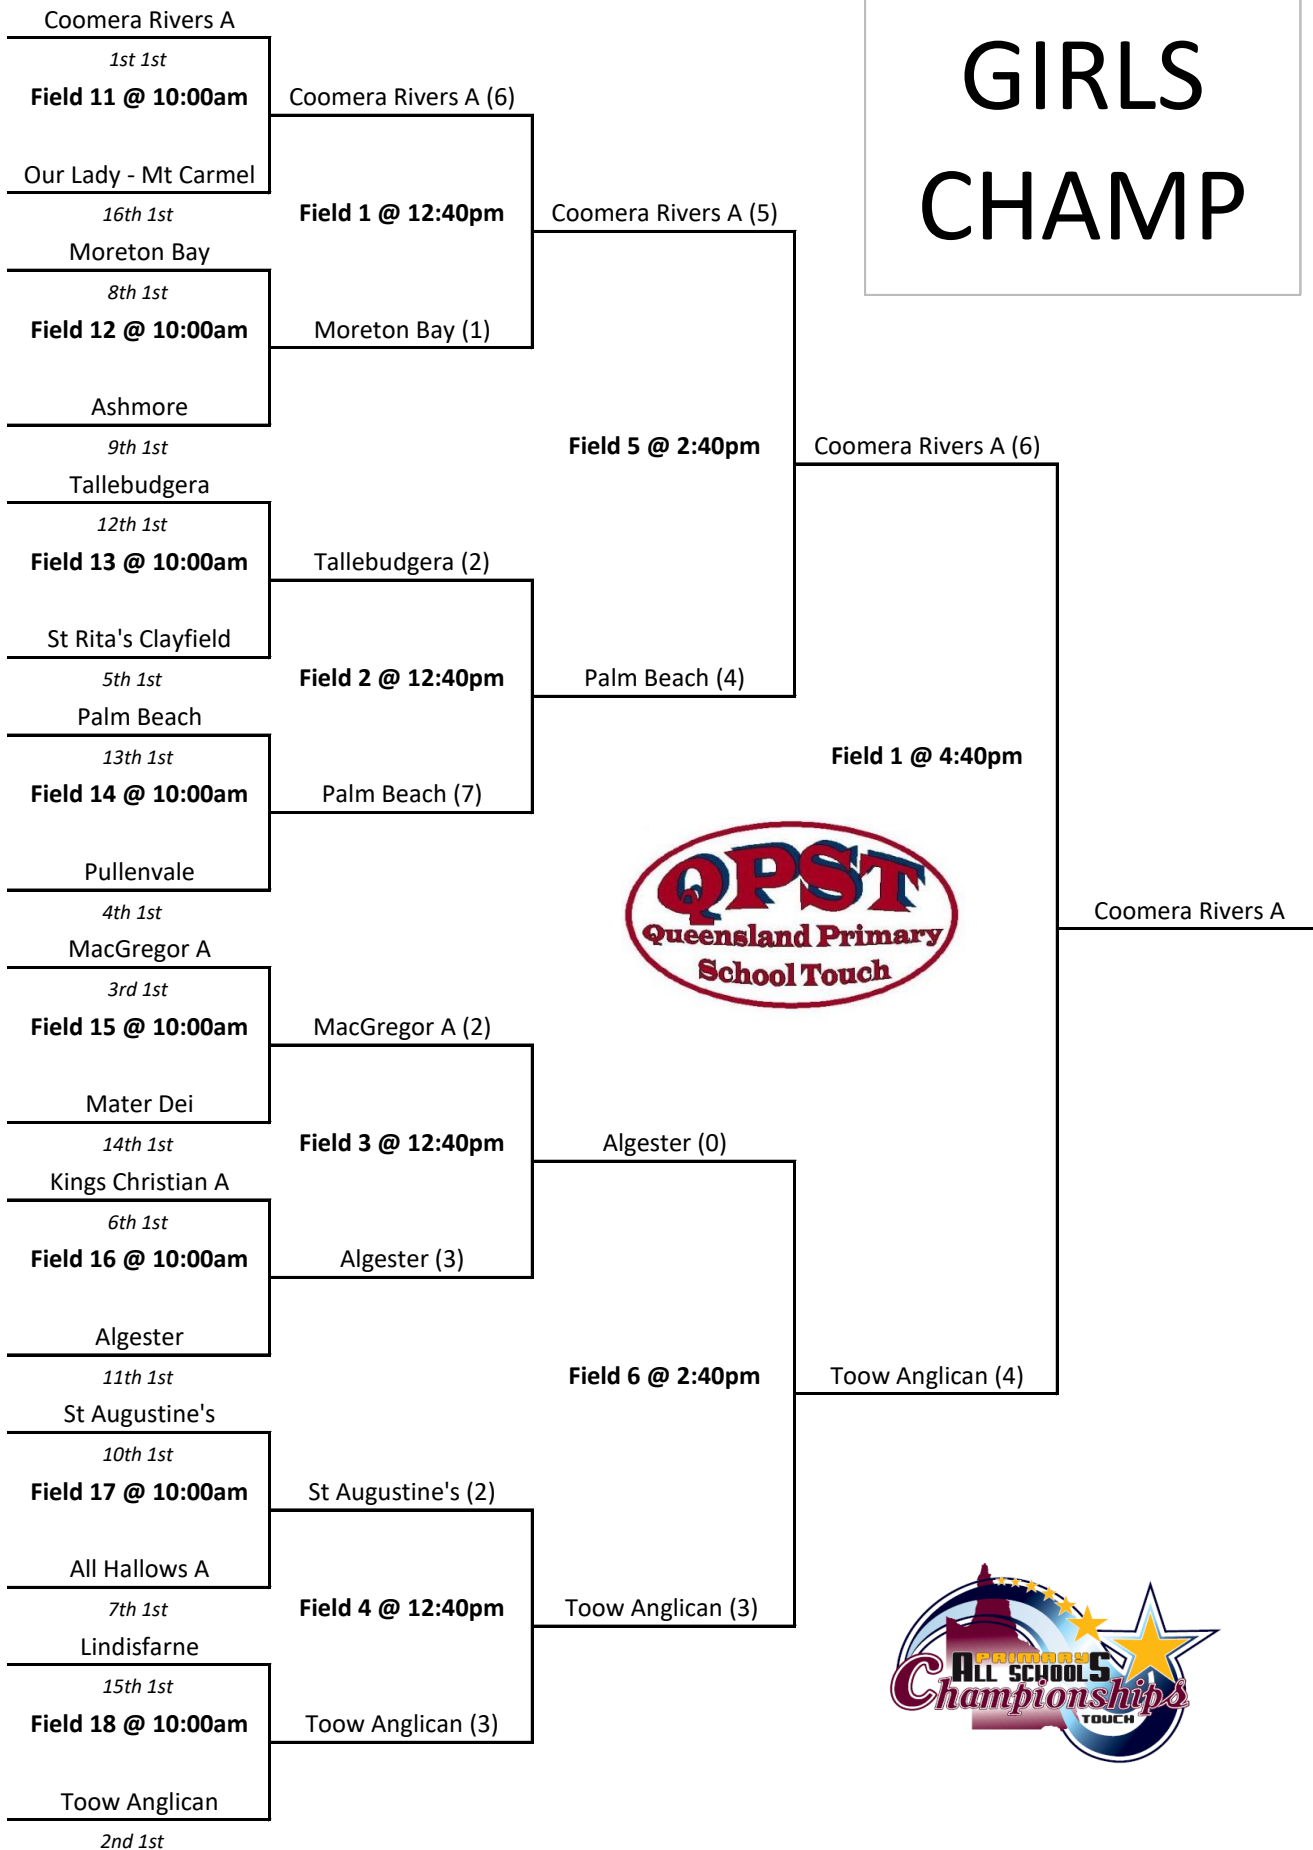 Coomera Rivers A
1st 1st
Field 11 @ 10:00am
Our Lady - Mt Carmel
16th 1st
Moreton Bay
8th 1st
Field 12 @ 10:00am
Ashmore
9th 1st
Tallebudgera
12th 1st
Field 13 @ 10:00am
St Rita's Clayfield
5th 1st
Palm Beach
13th 1st
Field 14 @ 10:00am
Pullenvale
4th 1st
MacGregor A
3rd 1st
Field 15 @ 10:00am
Mater Dei
14th 1st
Kings Christian A
6th 1st
Field 16 @ 10:00am
Algester
11th 1st
St Augustine's
10th 1st
Field 17 @ 10:00am
All Hallows A
7th 1st
Lindisfarne
15th 1st
Field 18 @ 10:00am
Toow Anglican
2nd 1st
Coomera Rivers A (6)
Field 1 @ 12:40pm
Moreton Bay (1)
Tallebudgera (2)
Field 2 @ 12:40pm
Palm Beach (7)
MacGregor A (2)
Field 3 @ 12:40pm
Algester (3)
St Augustine's (2)
Field 4 @ 12:40pm
Toow Anglican (3)
Coomera Rivers A (5)
Field 5 @ 2:40pm
Palm Beach (4)
Algester (0)
Field 6 @ 2:40pm
Toow Anglican (3)
Coomera Rivers A (6)
Field 1 @ 4:40pm
Toow Anglican (4)
Coomera Rivers A
GIRLS
CHAMP
QPST
Queensland Primary
School Touch
PRIMARY
ALL SCHOOLS
Championships
TOUCH